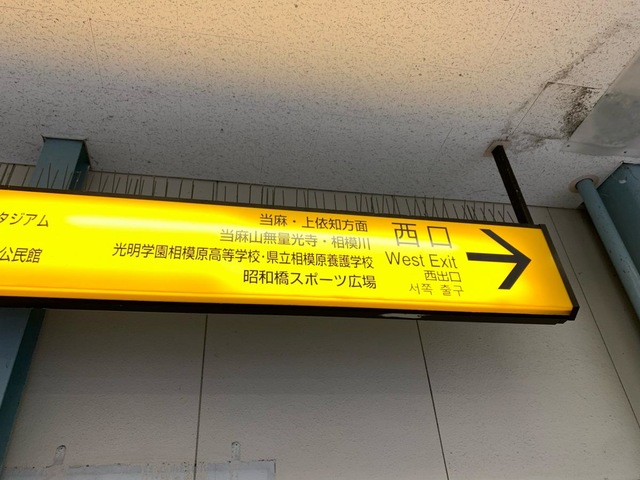 タジアム
公民館
当麻・上依知方面
当麻山無量光寺・相模川
光明学園相模原高等学校・県立相模原養護学校
昭和橋スポーツ広場
西口
West Exit
西出口
서쪽 출구